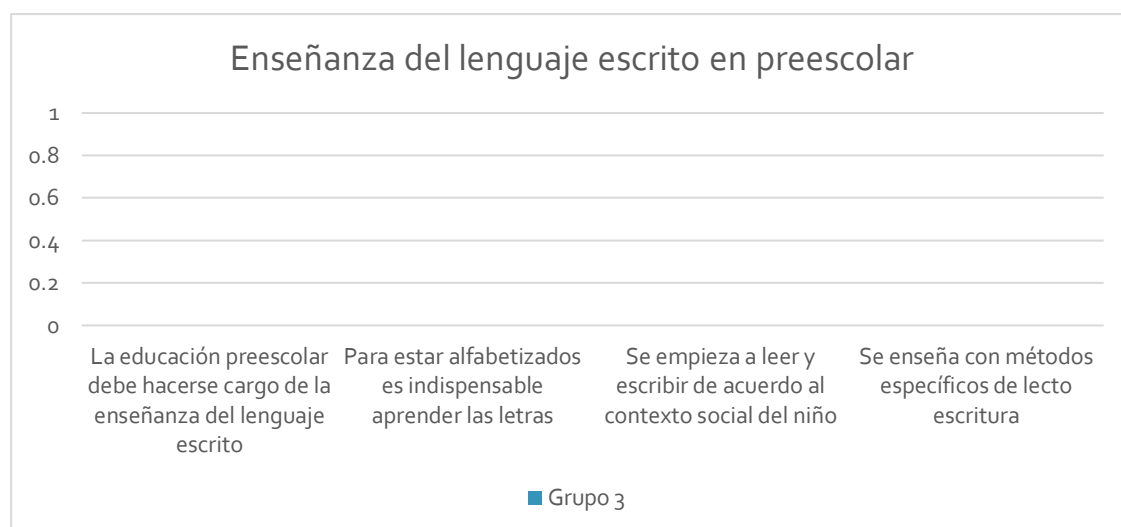 Enseñanza del lenguaje escrito en preescolar
1
0.8
0.6
0.4
0.2
0
La educación preescolar
debe hacerse cargo de la
enseñanza del lenguaje
escrito
Para estar alfabetizados
es indispensable
aprender las letras
Se empieza a leer y
escribir de acuerdo al
contexto social del niño
Se enseña con métodos
específicos de lecto
escritura
Grupo 3